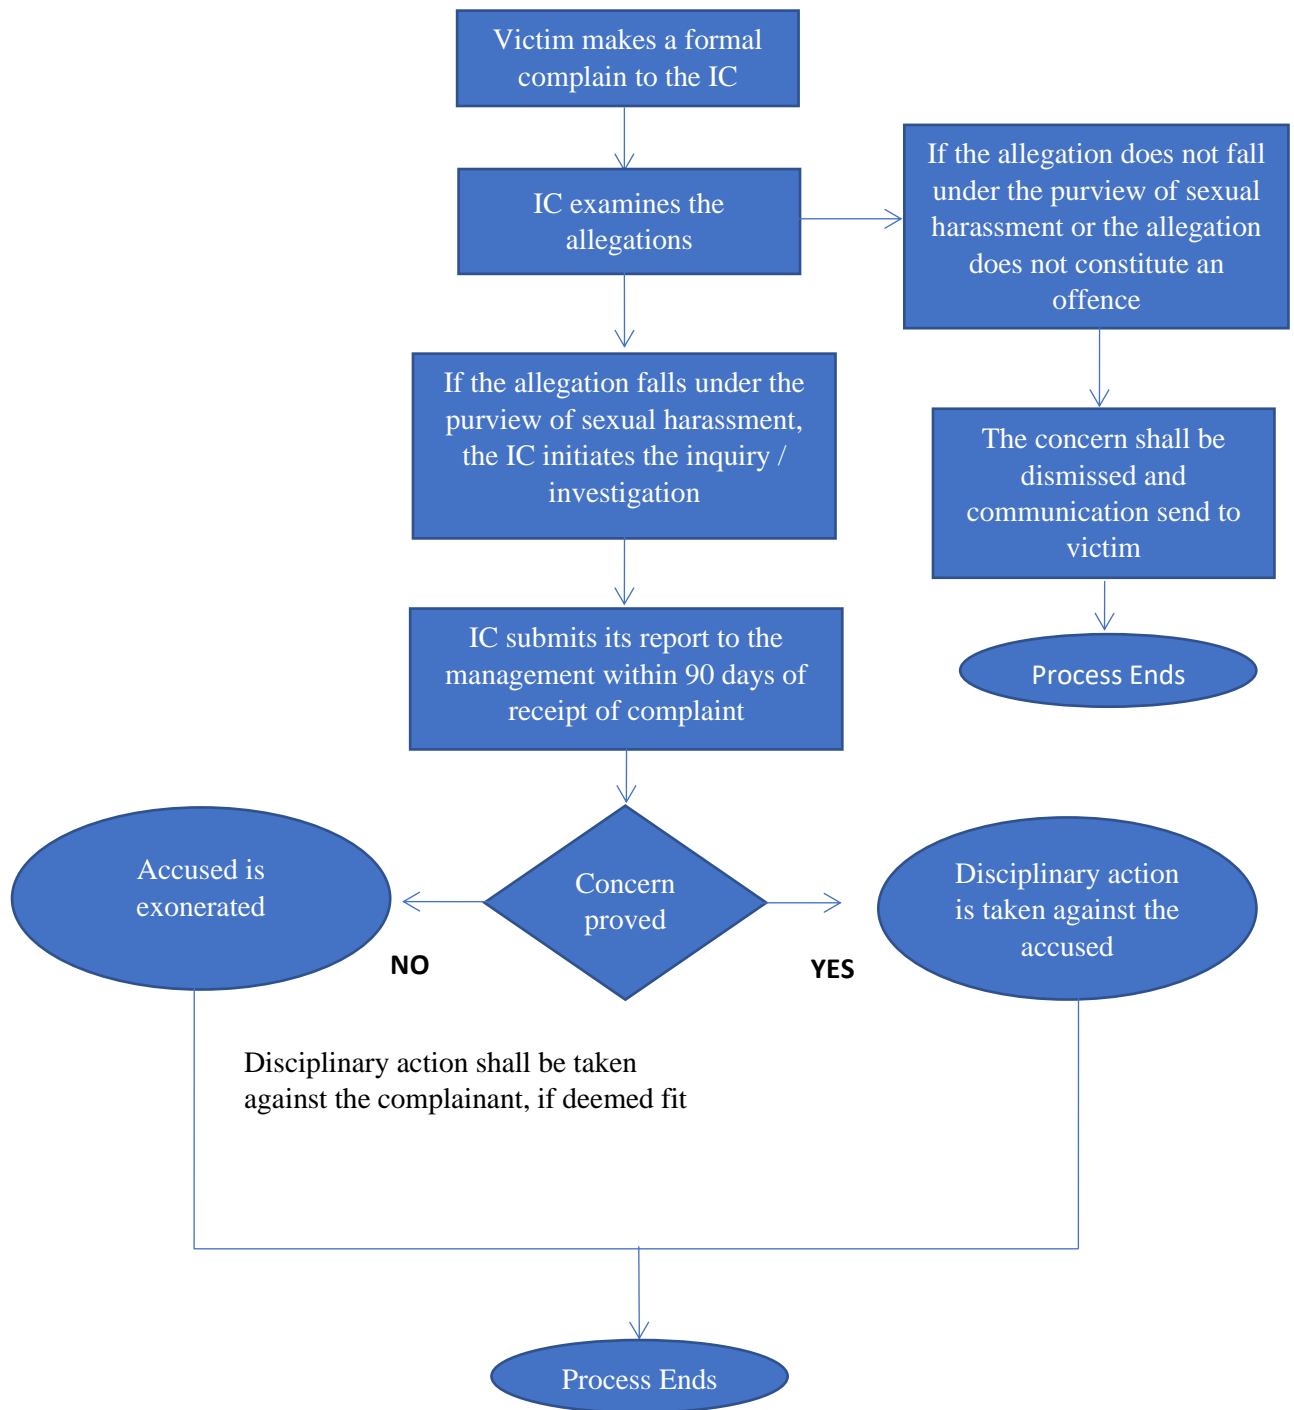 Victim makes a formal
complain to the IC
IC examines the
allegations
If the allegation does not fall
under the purview of sexual
harassment or the allegation
does not constitute an
offence
If the allegation falls under the
purview of sexual harassment,
the IC initiates the inquiry /
investigation
The concern shall be
dismissed and
communication send to
victim
IC submits its report to the
management within 90 days of
receipt of complaint
Process Ends
Accused is
exonerated
Concern
proved
Disciplinary action
is taken against the
accused
NO
YES
Disciplinary action shall be taken
against the complainant, if deemed fit
Process Ends